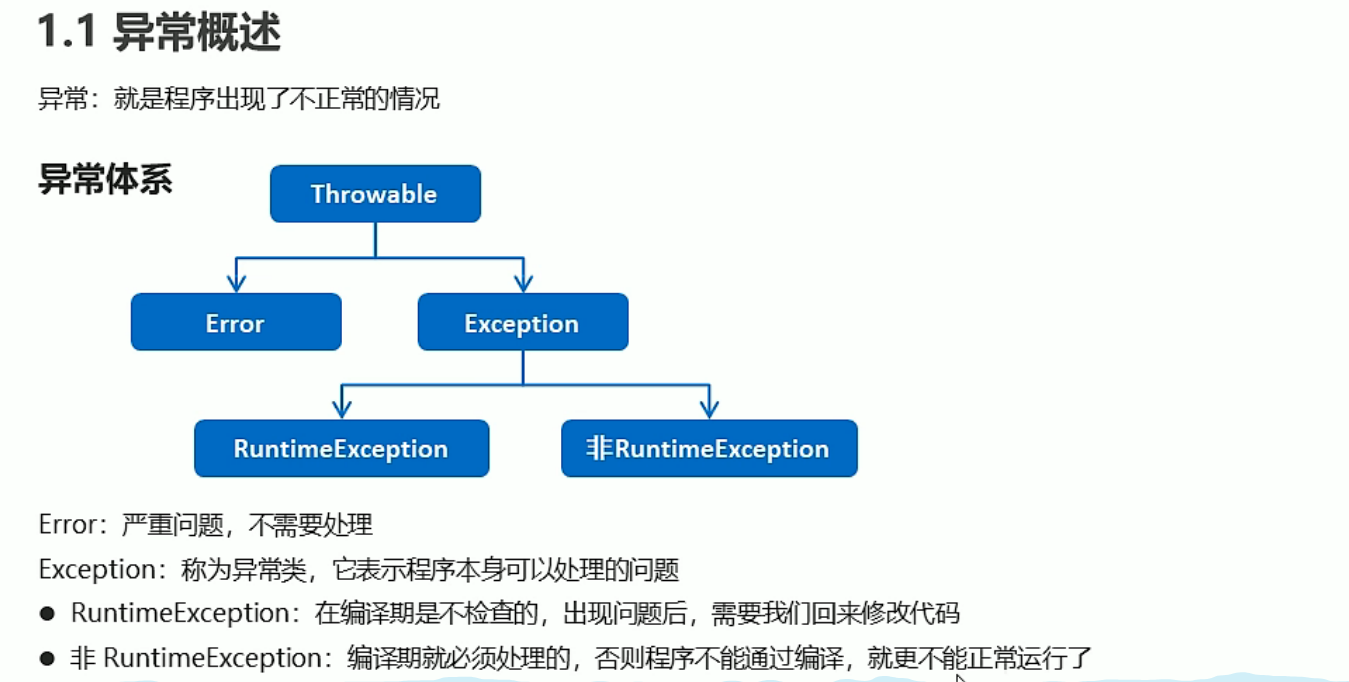 1.1 异常概述
异常：就是程序出现了不正常的情况
异常体系
Throwable
Error
Exception
RuntimeException
非RuntimeException
Error：严重问题，不需要处理
Exception：称为异常类，它表示程序本身可以处理的问题
● RuntimeException：在编译期是不检查的，出现问题后，需要我们回来修改代码
● 非 RuntimeException：编译期就必须处理的，否则程序不能通过编译，就更不能正常运行了